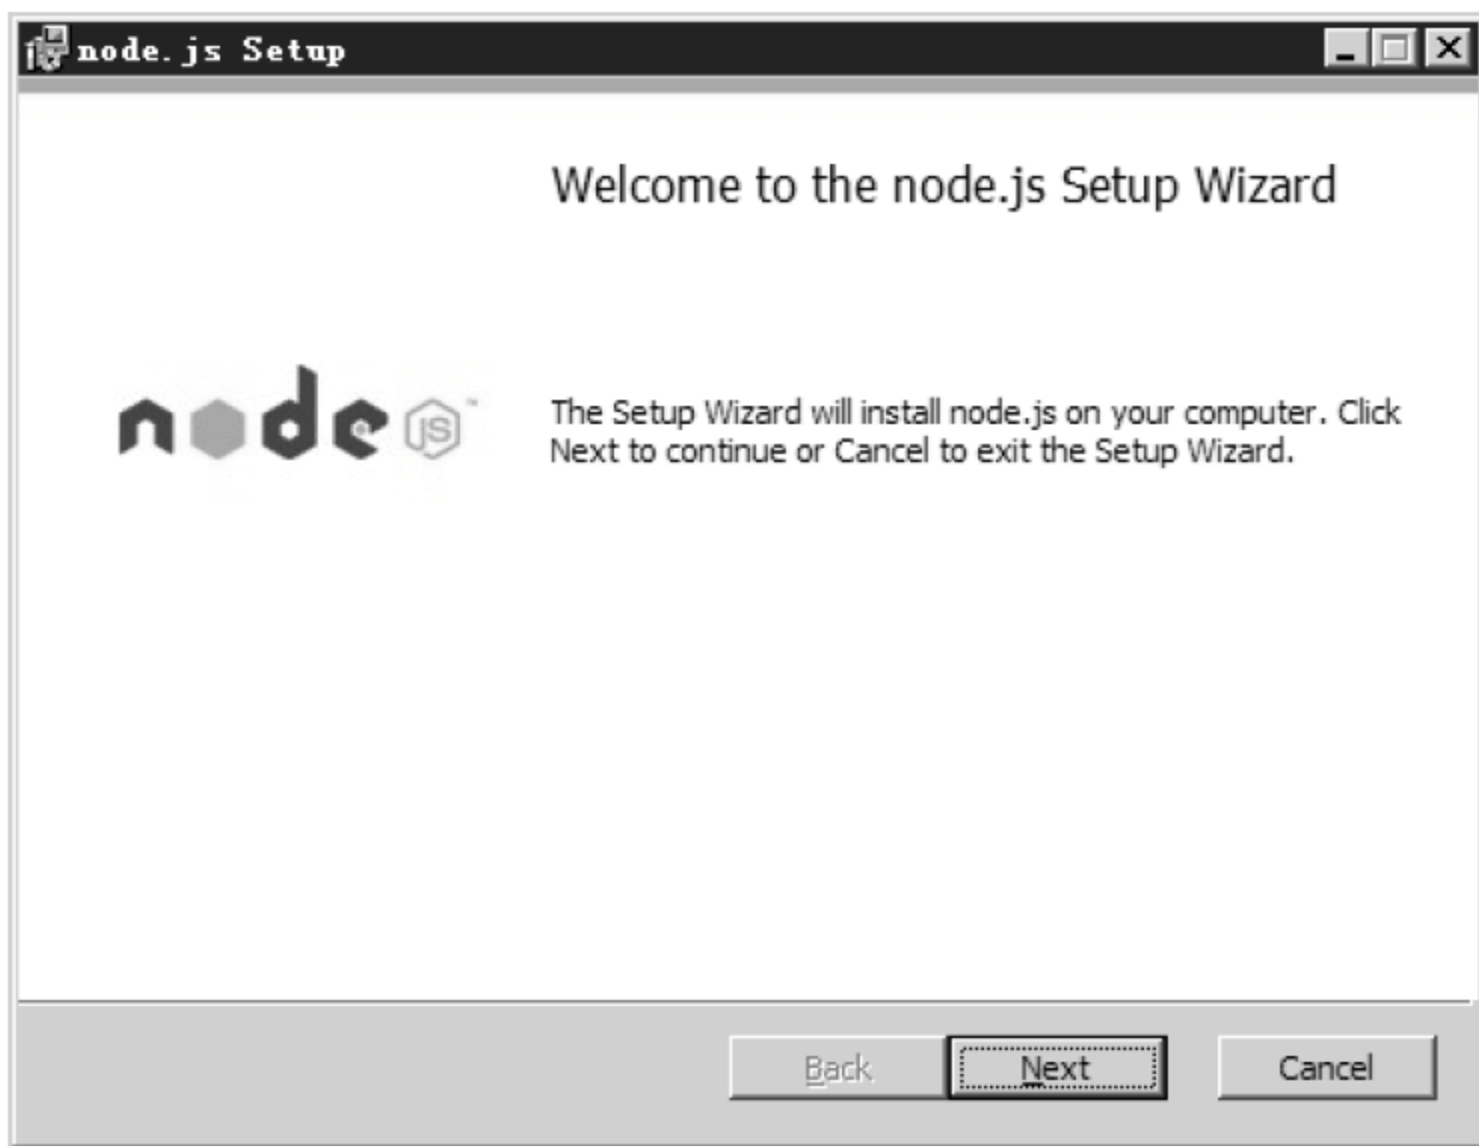 node.js Setup
Welcome to the node.js Setup Wizard
node JS™
The Setup Wizard will install node.js on your computer. Click
Next to continue or Cancel to exit the Setup Wizard.
Back Next Cancel